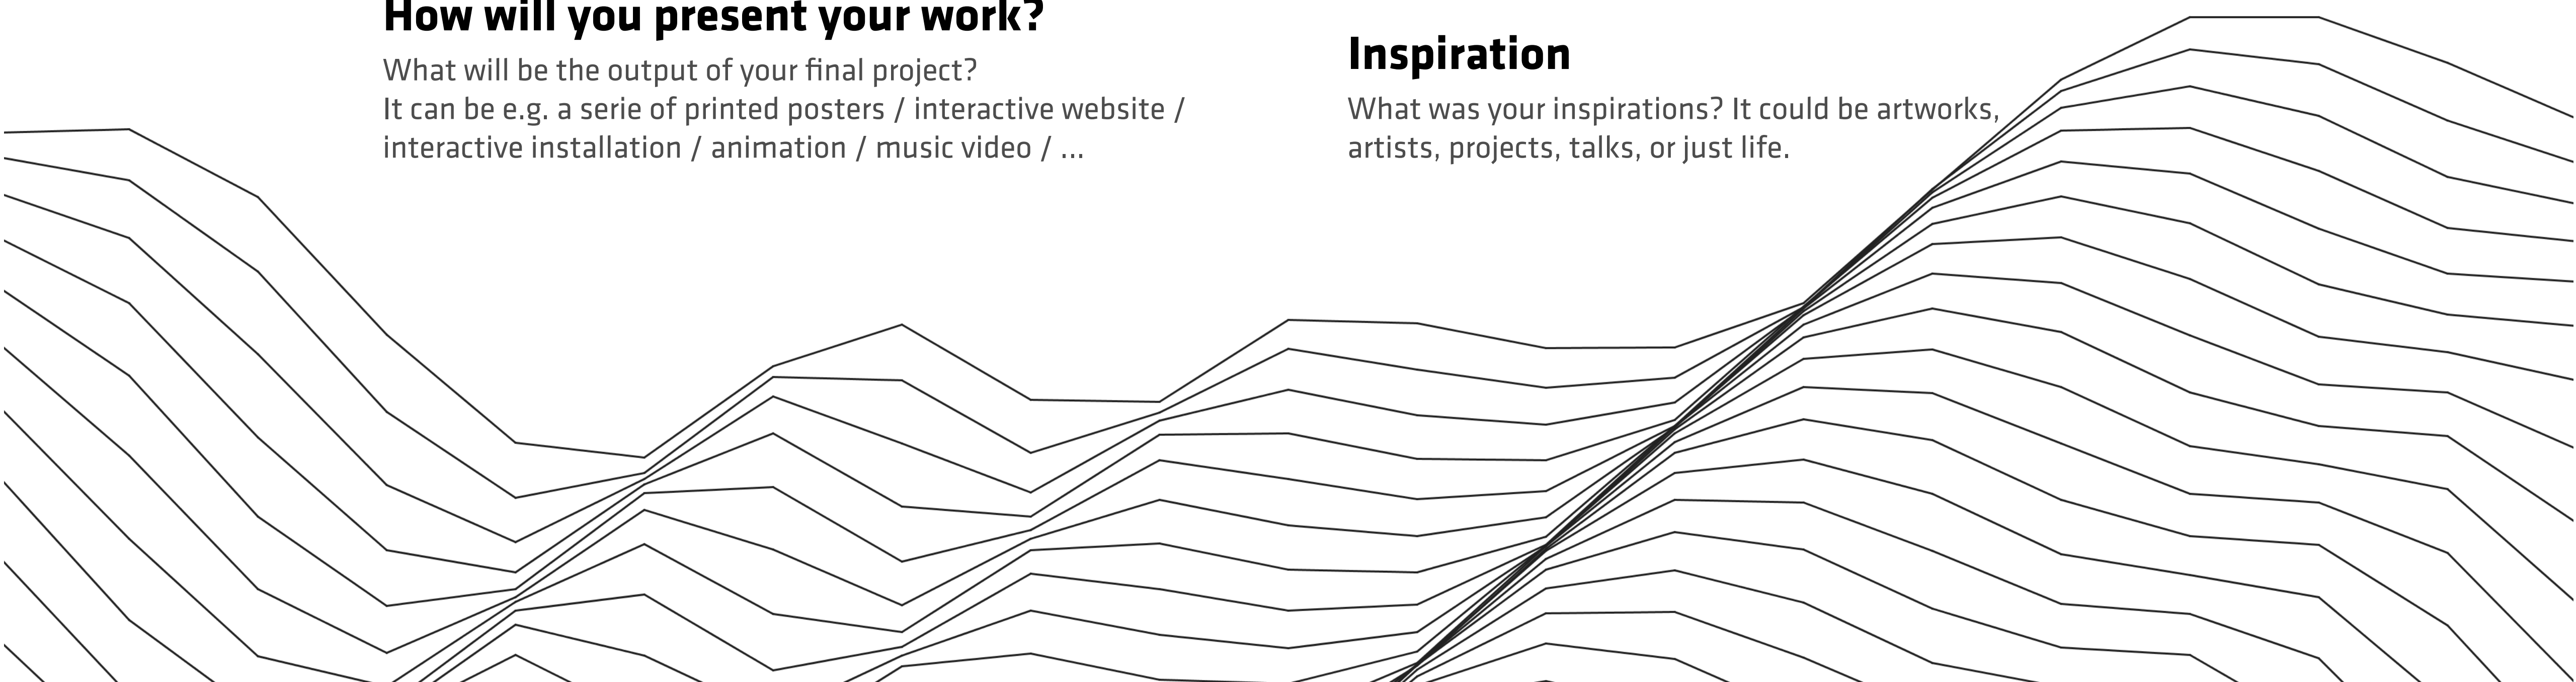 How will you present your work?
What will be the output of your final project?
It can be e.g. a serie of printed posters / interactive website /
interactive installation / animation / music video / ...
Inspiration
What was your inspirations? It could be artworks,
artists, projects, talks, or just life.